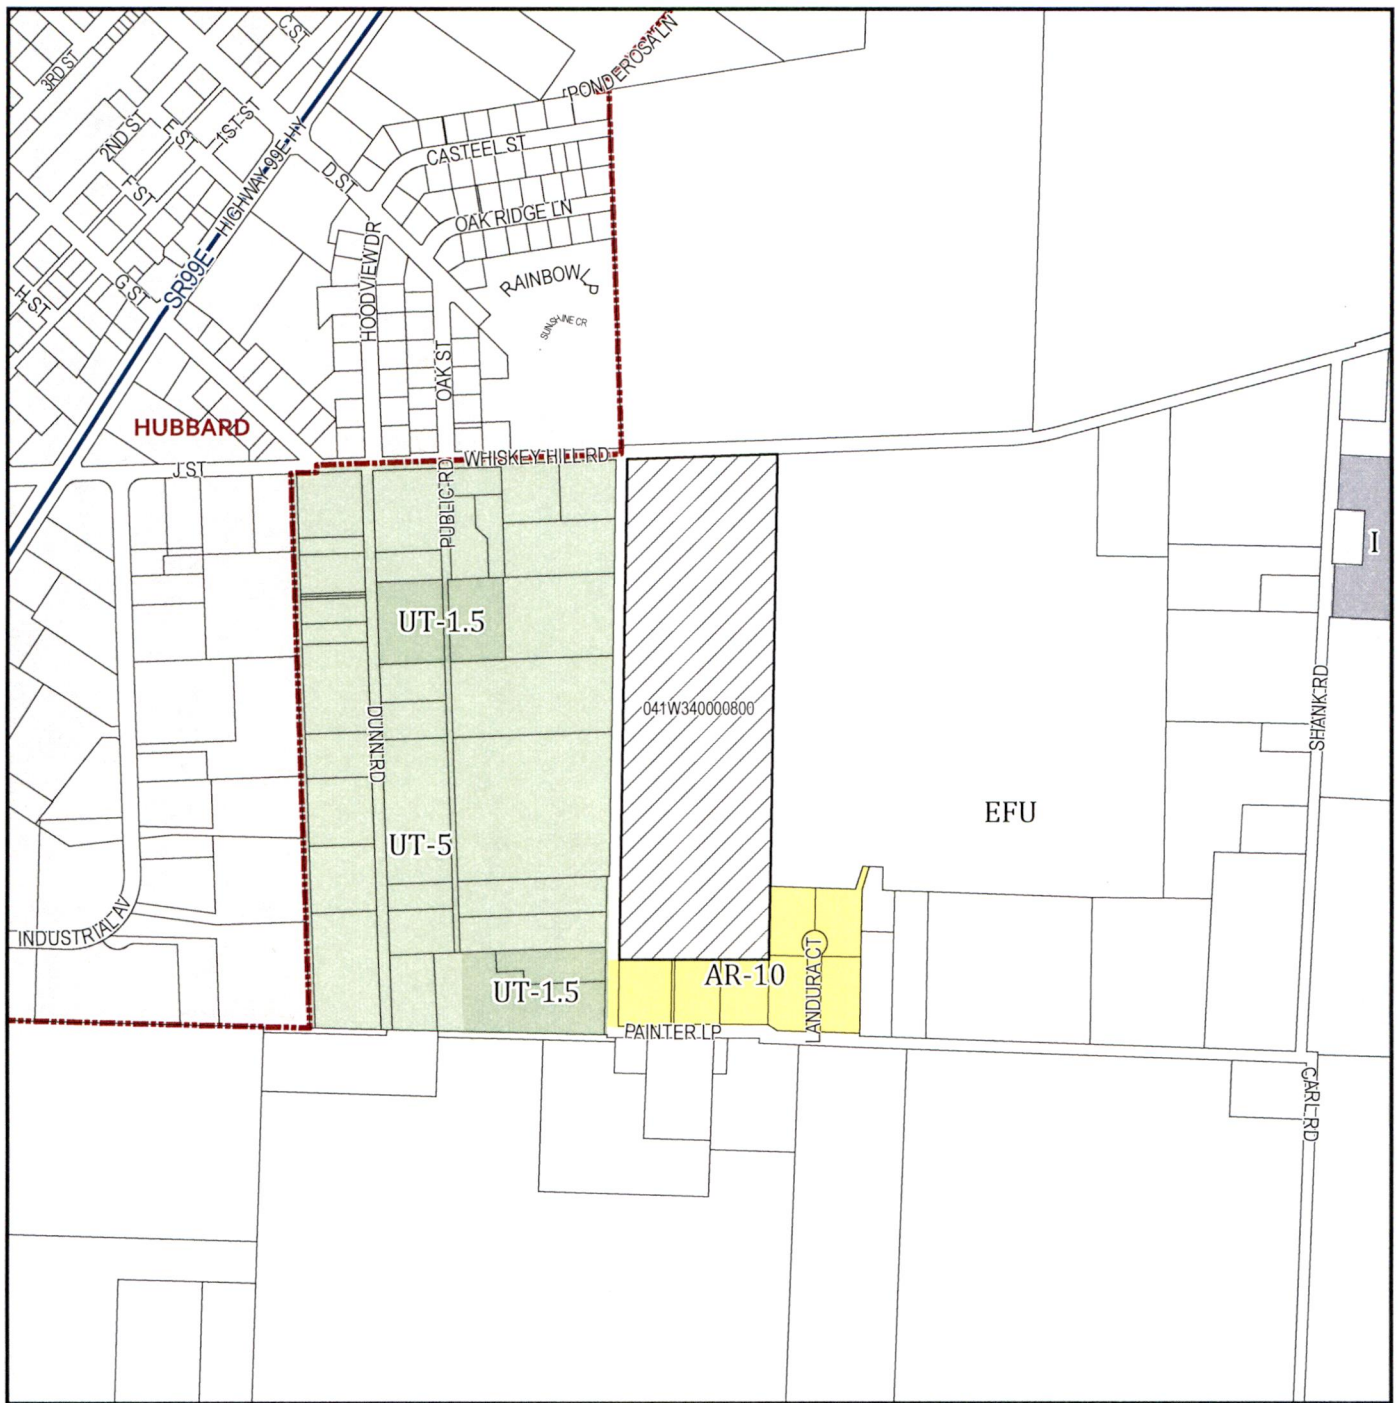 C ST
3RD ST
PONDEROSA LN
2ND ST
E ST
1ST ST
HIGHWAY 99E HY
CASTEEL ST
D ST
F ST
OAK RIDGE LN
HOODVIEW DR
SR99E
RAINBOW LP
G ST
H ST
SUNSHINE CR
OAK ST
HUBBARD
J ST
WHISKEY HILL RD
PUBLIC RD
I
UT-1.5
041W340000800
SHANK RD
DUNN RD
EFU
UT-5
INDUSTRIAL AV
LANDURA CT
AR-10
UT-1.5
PAINTER LP
CARL RD